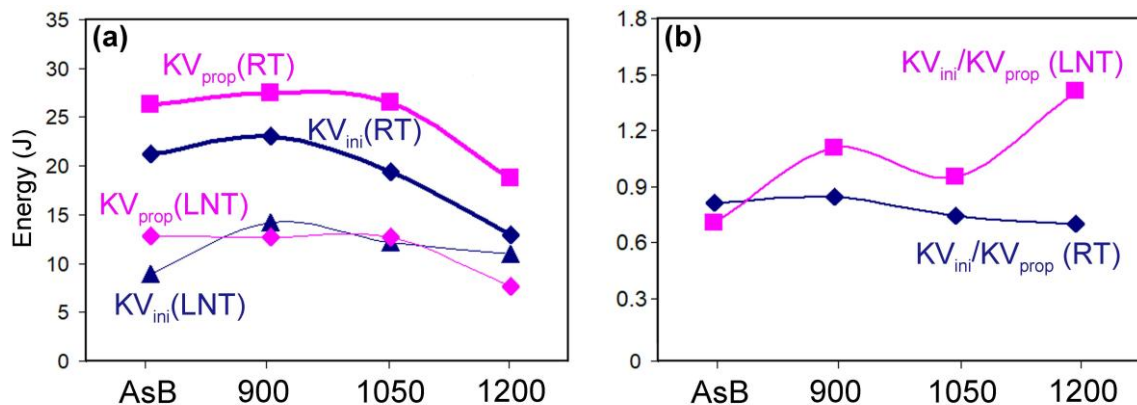 (a)
35
30
25
20
15
10
5
0
Energy (J)
KVprop(RT)
KVini(RT)
KVprop(LNT)
KVini(LNT)
AsB 900 1050 1200
(b)
1.8
1.5
1.2
0.9
0.6
0.3
0
KVini/KVprop (LNT)
KVini/KVprop (RT)
AsB 900 1050 1200